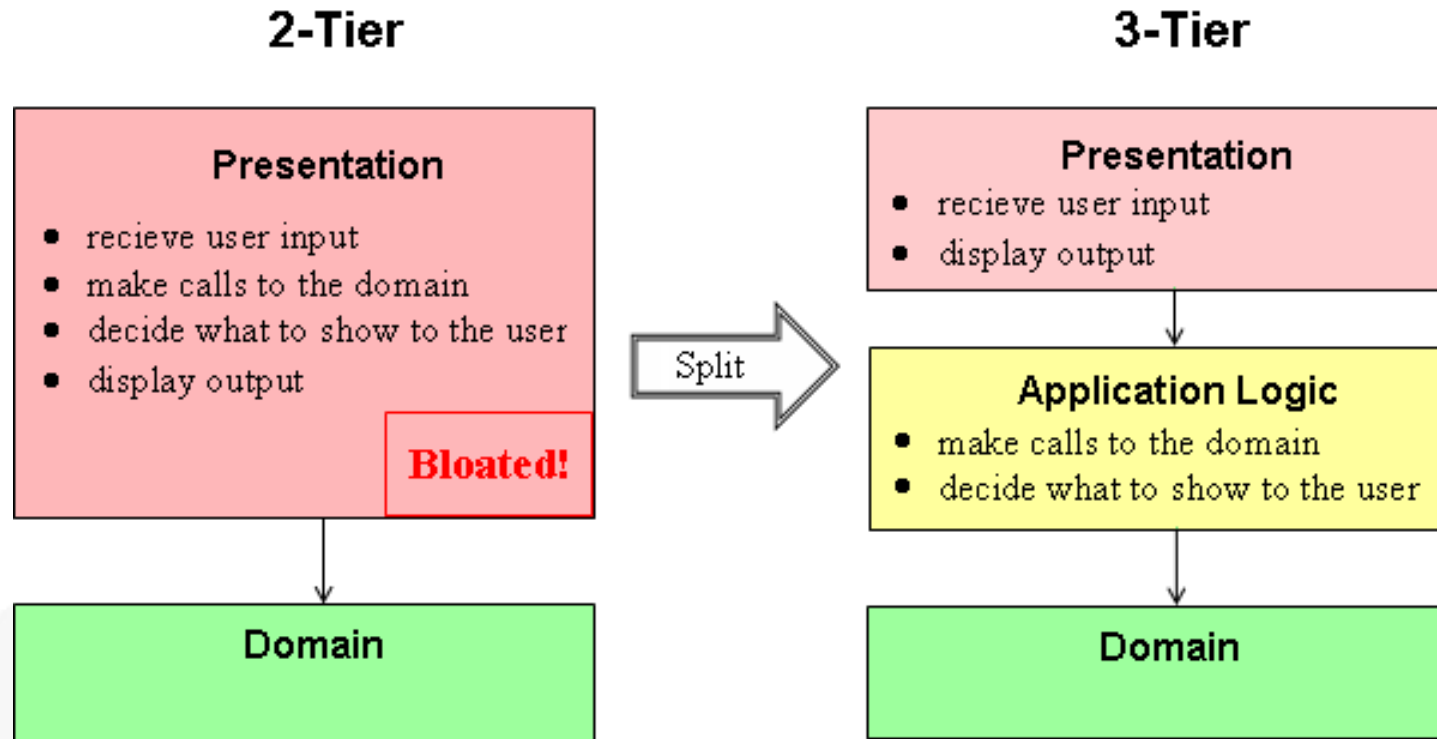 2-Tier
Presentation
• recieve user input
• make calls to the domain
• decide what to show to the user
• display output
Bloated!
Domain
Split
3-Tier
Presentation
• recieve user input
• display output
Application Logic
• make calls to the domain
• decide what to show to the user
Domain